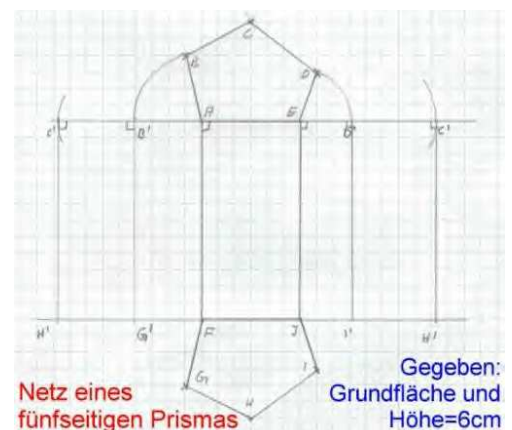 C
B
D
A
E
C' B' D' C'
H' G' F J I' H'
G I
H
Netz eines
fünfseitigen Prismas
Gegeben:
Grundfläche und
Höhe=6cm